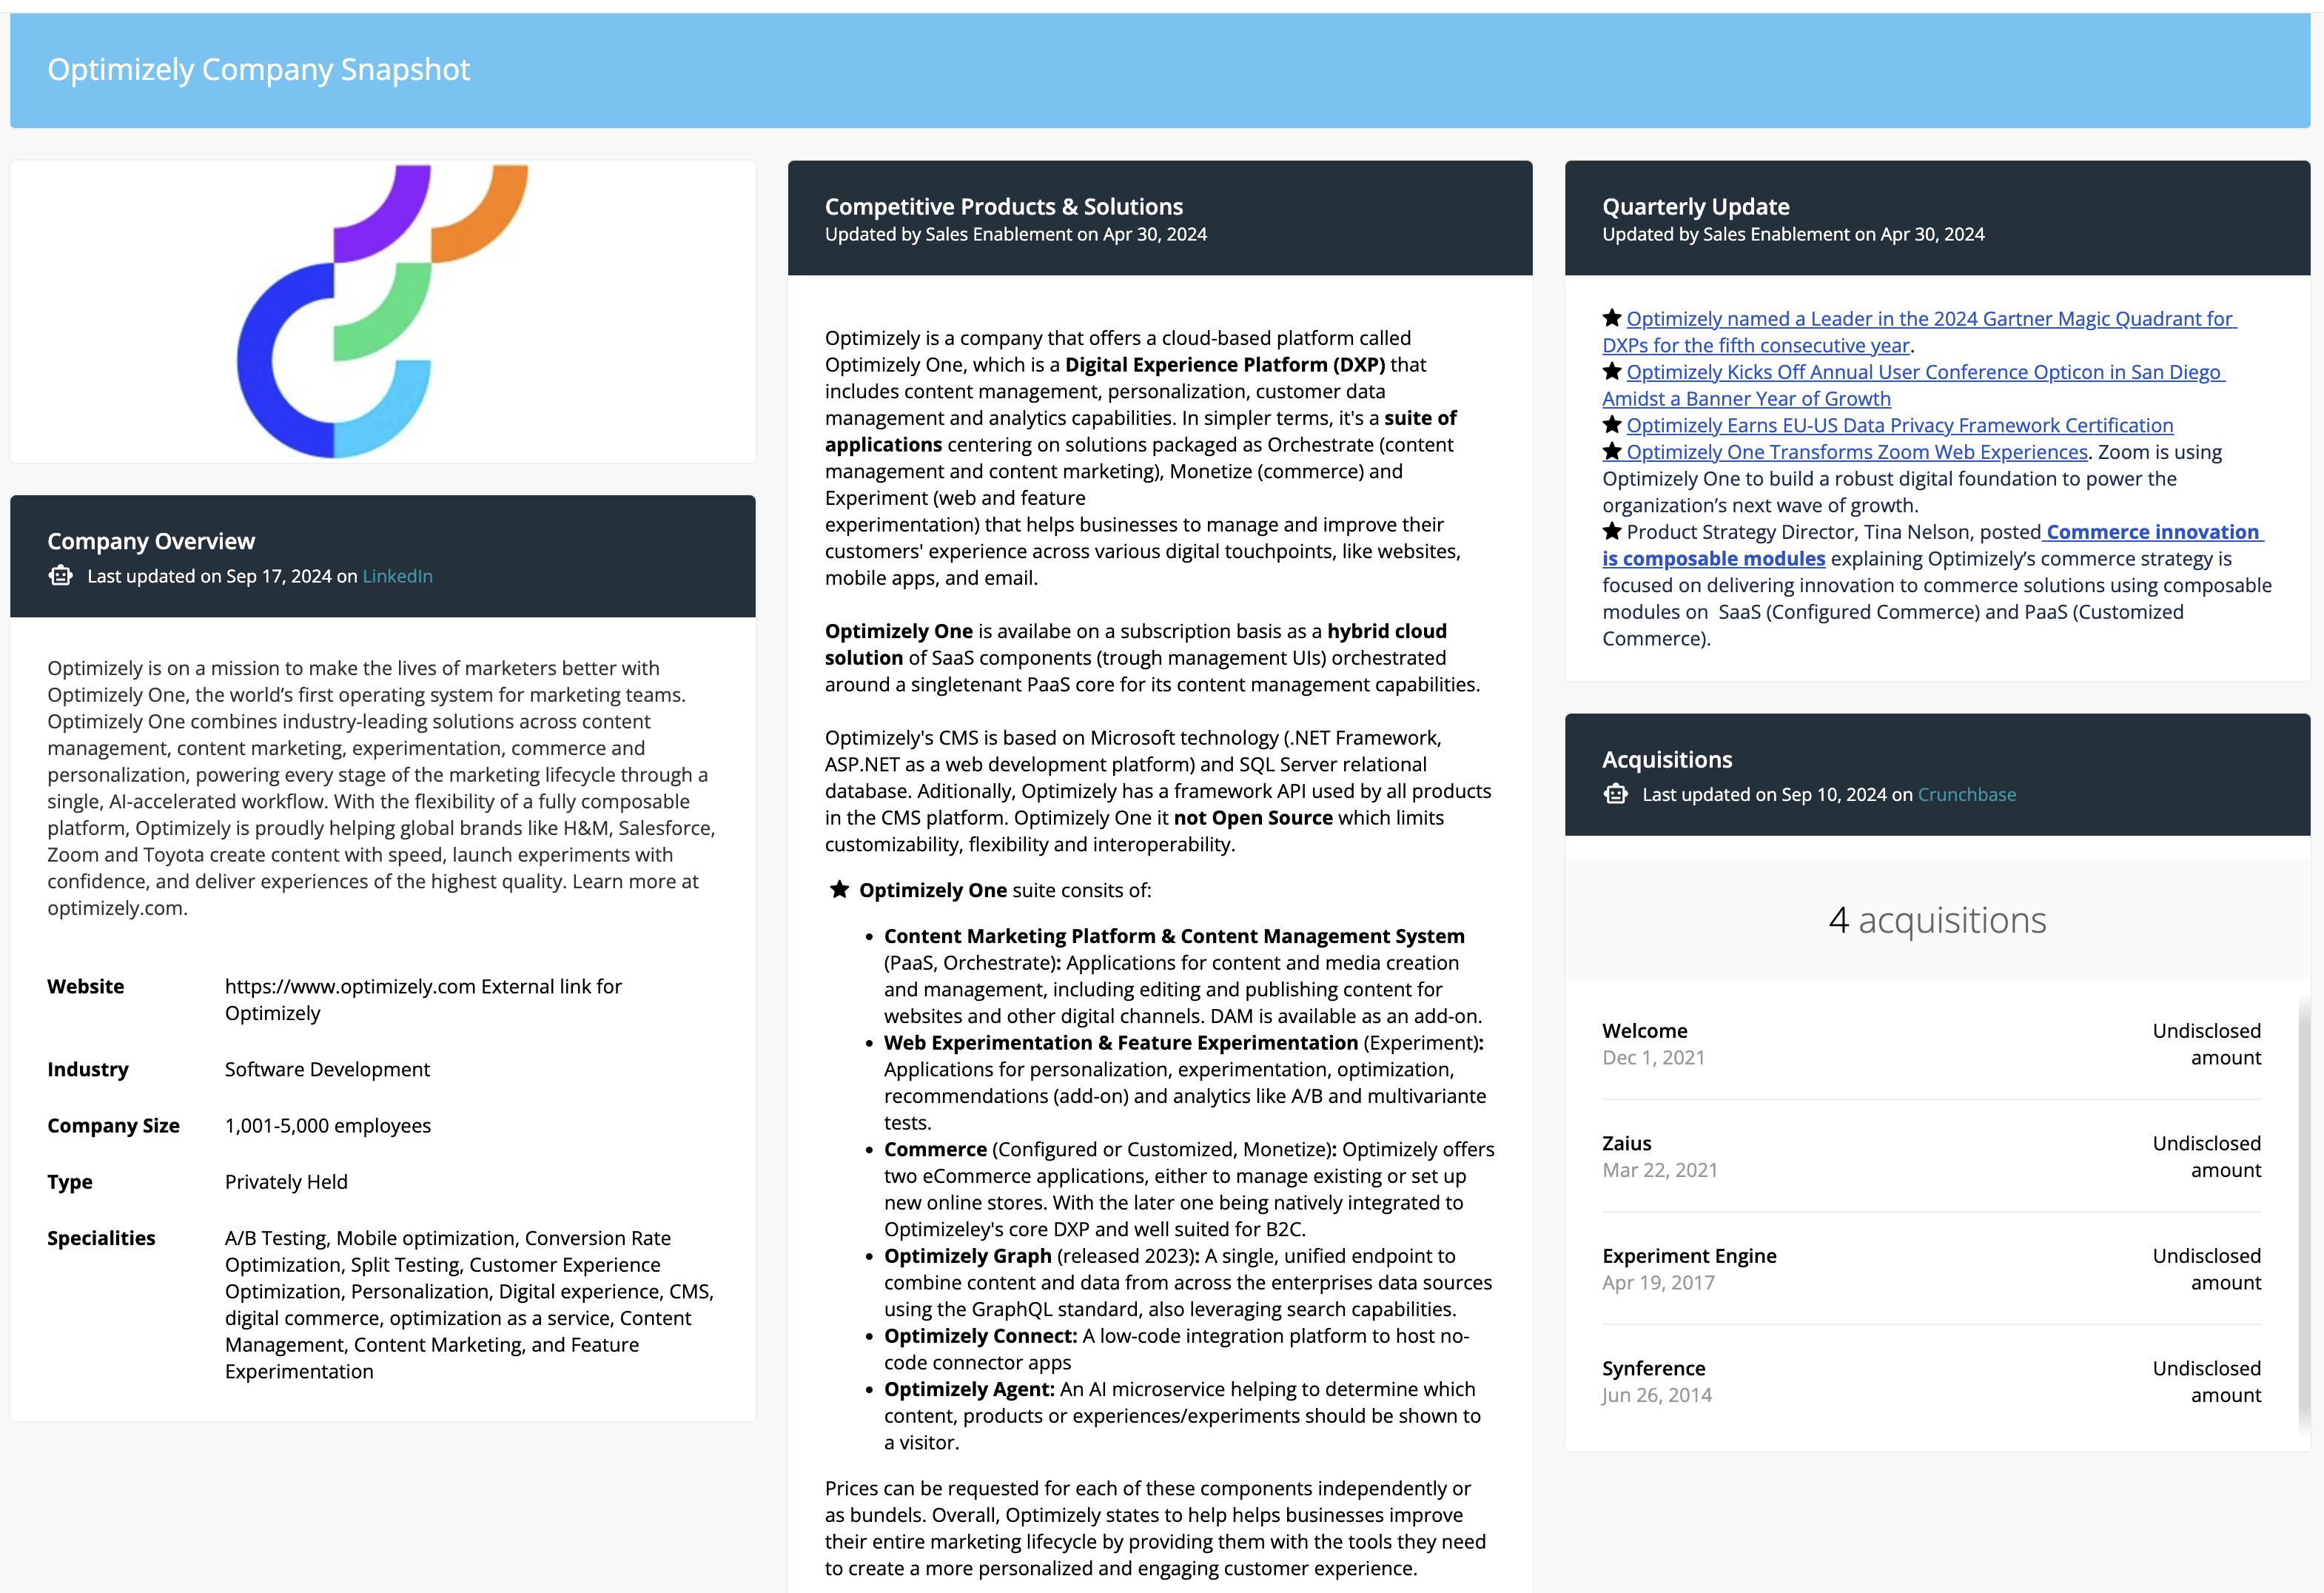 Optimizely Company Snapshot
Company Overview
Last updated on Sep 17, 2024 on LinkedIn
Optimizely is on a mission to make the lives of marketers better with
Optimizely One, the world’s first operating system for marketing teams.
Optimizely One combines industry-leading solutions across content
management, content marketing, experimentation, commerce and
personalization, powering every stage of the marketing lifecycle through a
single, AI-accelerated workflow. With the flexibility of a fully composable
platform, Optimizely is proudly helping global brands like H&M, Salesforce,
Zoom and Toyota create content with speed, launch experiments with
confidence, and deliver experiences of the highest quality. Learn more at
optimizely.com.
Website https://www.optimizely.com External link for
Optimizely
Industry Software Development
Company Size 1,001-5,000 employees
Type Privately Held
Specialities A/B Testing, Mobile optimization, Conversion Rate
Optimization, Split Testing, Customer Experience
Optimization, Personalization, Digital experience, CMS,
digital commerce, optimization as a service, Content
Management, Content Marketing, and Feature
Experimentation
Competitive Products & Solutions
Updated by Sales Enablement on Apr 30, 2024
Optimizely is a company that offers a cloud-based platform called
Optimizely One, which is a Digital Experience Platform (DXP) that
includes content management, personalization, customer data
management and analytics capabilities. In simpler terms, it's a suite of
applications centering on solutions packaged as Orchestrate (content
management and content marketing), Monetize (commerce) and
Experiment (web and feature
experimentation) that helps businesses to manage and improve their
customers' experience across various digital touchpoints, like websites,
mobile apps, and email.
Optimizely One is availabe on a subscription basis as a hybrid cloud
solution of SaaS components (trough management UIs) orchestrated
around a singletenant PaaS core for its content management capabilities.
Optimizely's CMS is based on Microsoft technology (.NET Framework,
ASP.NET as a web development platform) and SQL Server relational
database. Aditionally, Optimizely has a framework API used by all products
in the CMS platform. Optimizely One it not Open Source which limits
customizability, flexibility and interoperability.
★ Optimizely One suite consits of:
• Content Marketing Platform & Content Management System
(PaaS, Orchestrate): Applications for content and media creation
and management, including editing and publishing content for
websites and other digital channels. DAM is available as an add-on.
• Web Experimentation & Feature Experimentation (Experiment):
Applications for personalization, experimentation, optimization,
recommendations (add-on) and analytics like A/B and multivariante
tests.
• Commerce (Configured or Customized, Monetize): Optimizely offers
two eCommerce applications, either to manage existing or set up
new online stores. With the later one being natively integrated to
Optimizeley's core DXP and well suited for B2C.
• Optimizely Graph (released 2023): A single, unified endpoint to
combine content and data from across the enterprises data sources
using the GraphQL standard, also leveraging search capabilities.
• Optimizely Connect: A low-code integration platform to host no-
code connector apps
• Optimizely Agent: An AI microservice helping to determine which
content, products or experiences/experiments should be shown to
a visitor.
Prices can be requested for each of these components independently or
as bundels. Overall, Optimizely states to help helps businesses improve
their entire marketing lifecycle by providing them with the tools they need
to create a more personalized and engaging customer experience.
Quarterly Update
Updated by Sales Enablement on Apr 30, 2024
★ Optimizely named a Leader in the 2024 Gartner Magic Quadrant for
DXPs for the fifth consecutive year.
★ Optimizely Kicks Off Annual User Conference Opticon in San Diego
Amidst a Banner Year of Growth
★ Optimizely Earns EU-US Data Privacy Framework Certification
★ Optimizely One Transforms Zoom Web Experiences. Zoom is using
Optimizely One to build a robust digital foundation to power the
organization’s next wave of growth.
★ Product Strategy Director, Tina Nelson, posted Commerce innovation
is composable modules explaining Optimizely’s commerce strategy is
focused on delivering innovation to commerce solutions using composable
modules on SaaS (Configured Commerce) and PaaS (Customized
Commerce).
Acquisitions
Last updated on Sep 10, 2024 on Crunchbase
4 acquisitions
Welcome Undisclosed
Dec 1, 2021 amount
Zaius Undisclosed
Mar 22, 2021 amount
Experiment Engine Undisclosed
Apr 19, 2017 amount
Synference Undisclosed
Jun 26, 2014 amount